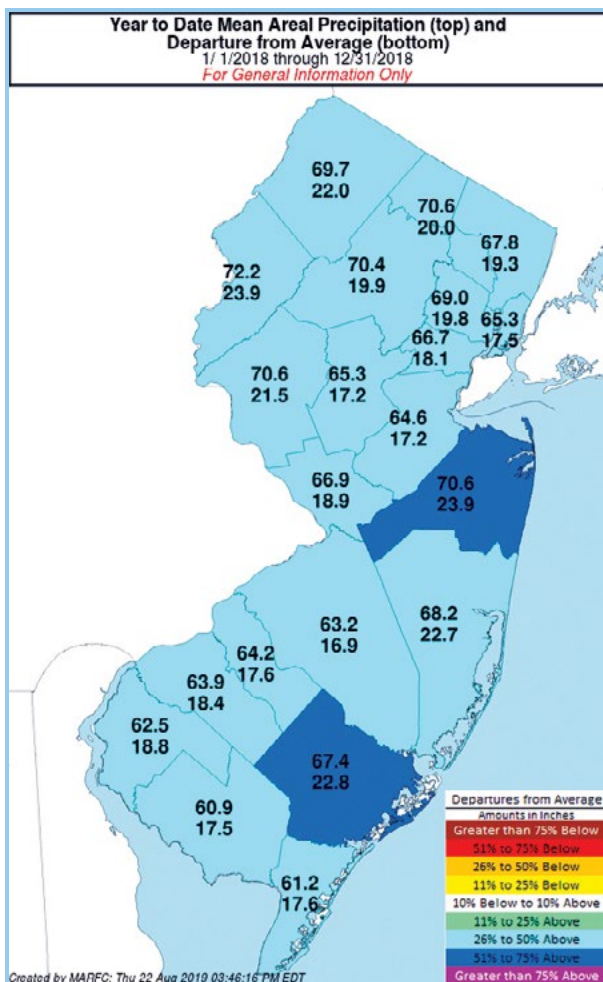 Year to Date Mean Areal Precipitation (top) and
Departure from Average (bottom)
1/ 1/2018 through 12/31/2018
For General Information Only
69.7
22.0
70.6
20.0
67.8
19.3
72.2
23.9
70.4
19.9
69.0
19.8
65.3
17.5
66.7
18.1
70.6
21.5
65.3
17.2
64.6
17.2
66.9
18.9
70.6
23.9
63.2
16.9
68.2
22.7
64.2
17.6
63.9
18.4
62.5
18.8
67.4
22.8
60.9
17.5
61.2
17.6
Departures from Average
Amounts in Inches
Greater than 75% Below
51% to 75% Below
26% to 50% Below
11% to 25% Below
10% Below to 10% Above
11% to 25% Above
26% to 50% Above
51% to 75% Above
Greater than 75% Above
Created by MARFC: Thu 22 Aug 2019 03:46:16 PM EDT